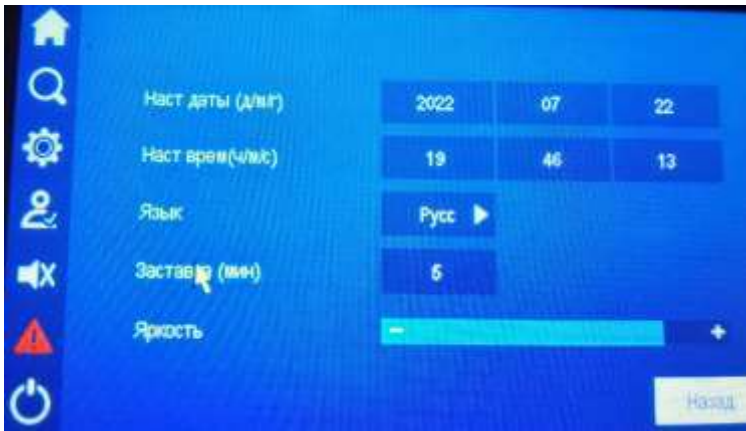 Наст даты (д/м/г) 2022 07 22
Наст врем(ч/м/с) 19 46 13
Язык Русс
Заставка (мин) 5
Яркость - +
Назад